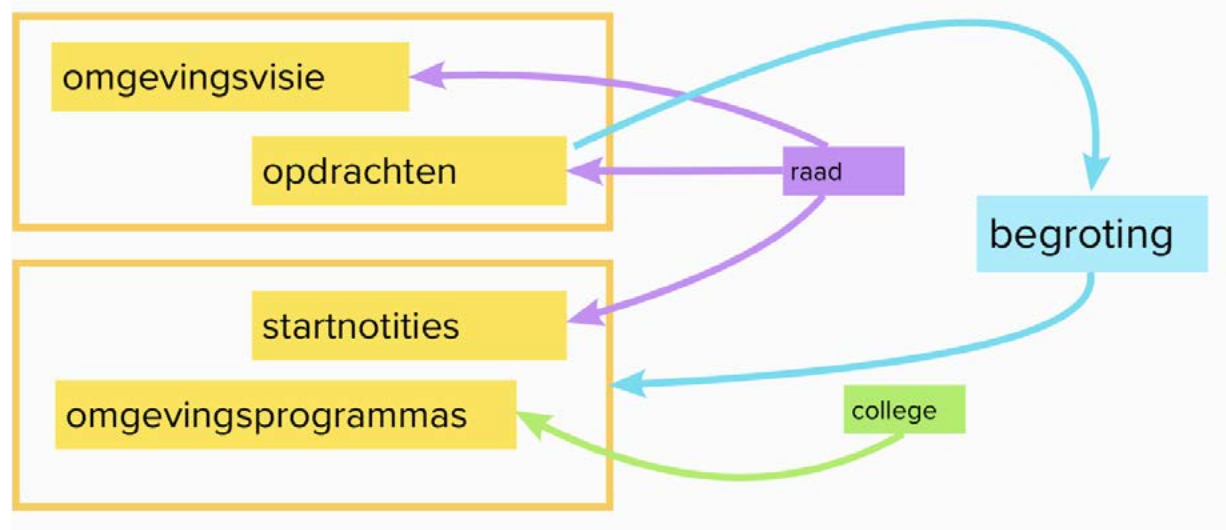 omgevingsvisie
opdrachten
raad
begroting
startnotities
omgevingsprogrammas
college